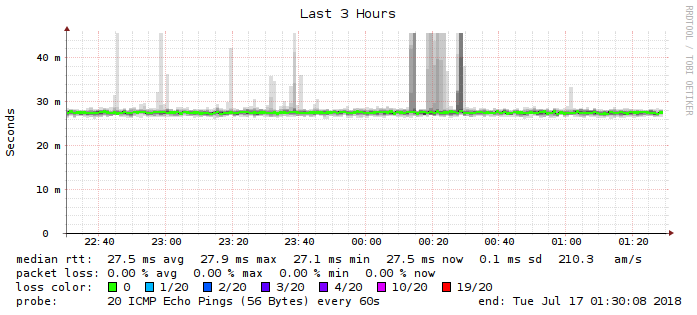 Last 3 Hours
RRDTOOL / TOBI OETIKER
Seconds
40 m
30 m
20 m
10 m
0
22:40 23:00 23:20 23:40 00:00 00:20 00:40 01:00 01:20
median rtt: 27.5 ms avg 27.9 ms max 27.1 ms min 27.5 ms now 0.1 ms sd 210.3 am/s
packet loss: 0.00 % avg 0.00 % max 0.00 % min 0.00 % now
loss color: 0 1/20 2/20 3/20 4/20 10/20 19/20
probe: 20 ICMP Echo Pings (56 Bytes) every 60s end: Tue Jul 17 01:30:08 2018